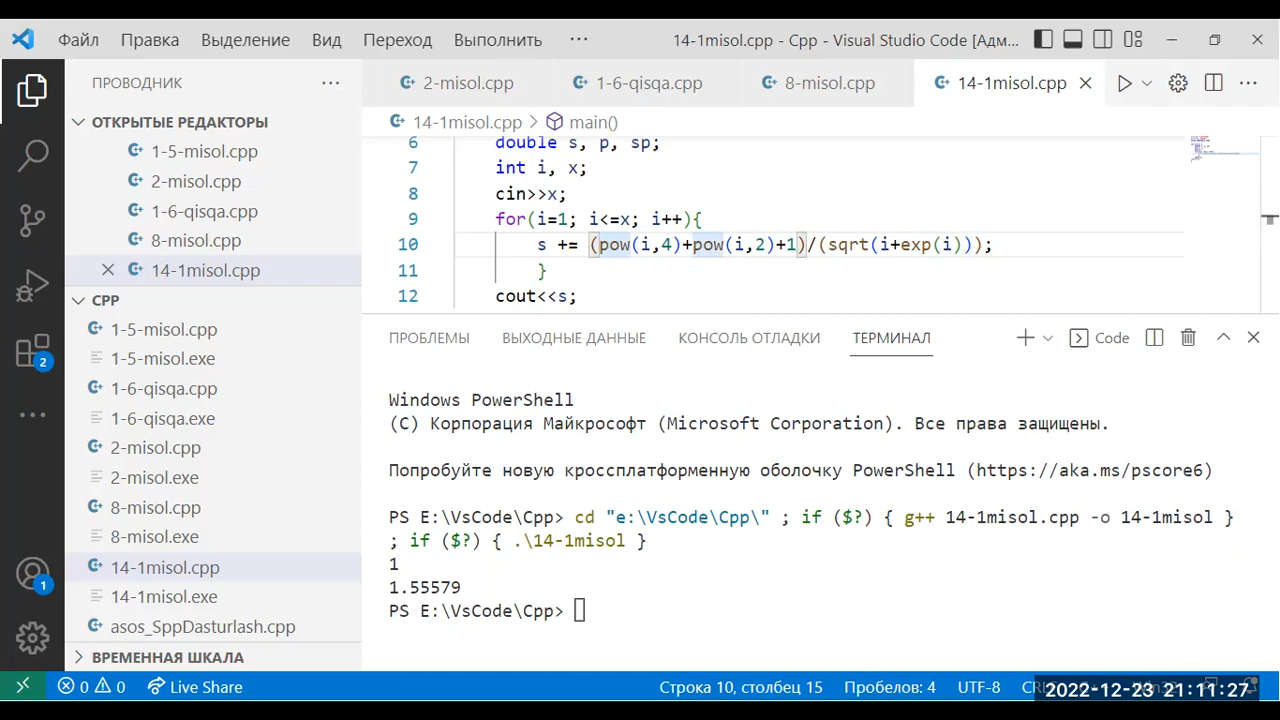 Файл Правка Выделение Вид Переход Выполнить ··· 14-1misol.cpp - Cpp - Visual Studio Code [Адм...
ПРОВОДНИК ···
2-misol.cpp 1-6-qisqa.cpp 8-misol.cpp 14-1misol.cpp ···
ОТКРЫТЫЕ РЕДАКТОРЫ
1-5-misol.cpp
2-misol.cpp
1-6-qisqa.cpp
8-misol.cpp
14-1misol.cpp
CPP
1-5-misol.cpp
1-5-misol.exe
1-6-qisqa.cpp
1-6-qisqa.exe
2-misol.cpp
2-misol.exe
8-misol.cpp
8-misol.exe
14-1misol.cpp
14-1misol.exe
asos_SppDasturlash.cpp
ВРЕМЕННАЯ ШКАЛА
2
1
14-1misol.cpp > main()
6 double s, p, sp;
7 int i, x;
8 cin>>x;
9 for(i=1; i<=x; i++){
10 s += (pow(i,4)+pow(i,2)+1)/(sqrt(i+exp(i)));
11 }
12 cout<<s;
ПРОБЛЕМЫ ВЫХОДНЫЕ ДАННЫЕ КОНСОЛЬ ОТЛАДКИ ТЕРМИНАЛ Code
Windows PowerShell
(C) Корпорация Майкрософт (Microsoft Corporation). Все права защищены.
Попробуйте новую кроссплатформенную оболочку PowerShell (https://aka.ms/pscore6)
PS E:\VsCode\Cpp> cd "e:\VsCode\Cpp\" ; if ($?) { g++ 14-1misol.cpp -o 14-1misol }
; if ($?) { .\14-1misol }
1
1.55579
PS E:\VsCode\Cpp>
0 0 Live Share Строка 10, столбец 15 Пробелов: 4 UTF-8
2022-12-23 21:11:27